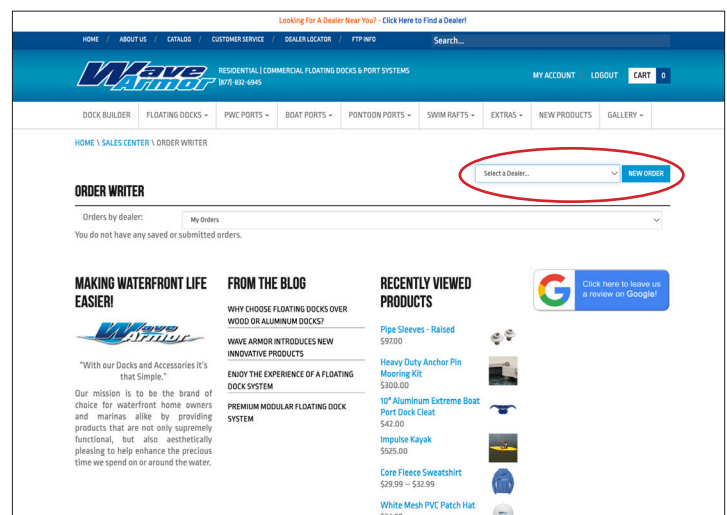 Looking For A Dealer Near You? - Click Here to Find a Dealer!
HOME / ABOUT US / CATALOG / CUSTOMER SERVICE / DEALER LOCATOR / FTP INFO
Search...
Wave Armor
RESIDENTIAL | COMMERCIAL FLOATING DOCKS & PORT SYSTEMS
(877)-832-6945
MY ACCOUNT LOGOUT CART 0
DOCK BUILDER FLOATING DOCKS PWC PORTS BOAT PORTS PONTOON PORTS SWIM RAFTS EXTRAS NEW PRODUCTS GALLERY
HOME \ SALES CENTER \ ORDER WRITER
Select a Dealer... NEW ORDER
ORDER WRITER
Orders by dealer: My Orders
You do not have any saved or submitted orders.
MAKING WATERFRONT LIFE
EASIER!
Wave Armor
"With our Docks and Accessories it's
that Simple."
Our mission is to be the brand of
choice for waterfront home owners
and marinas alike by providing
products that are not only supremely
functional, but also aesthetically
pleasing to help enhance the precious
time we spend on or around the water.
FROM THE BLOG
WHY CHOOSE FLOATING DOCKS OVER
WOOD OR ALUMINUM DOCKS?
WAVE ARMOR INTRODUCES NEW
INNOVATIVE PRODUCTS
ENJOY THE EXPERIENCE OF A FLOATING
DOCK SYSTEM
PREMIUM MODULAR FLOATING DOCK
SYSTEM
RECENTLY VIEWED
PRODUCTS
Pipe Sleeves - Raised
$97.00
Heavy Duty Anchor Pin
Mooring Kit
$300.00
10" Aluminum Extreme Boat
Port Dock Cleat
$42.00
Impulse Kayak
$525.00
Core Fleece Sweatshirt
$29.99 – $32.99
White Mesh PVC Patch Hat
G
Click here to leave us
a review on Google!